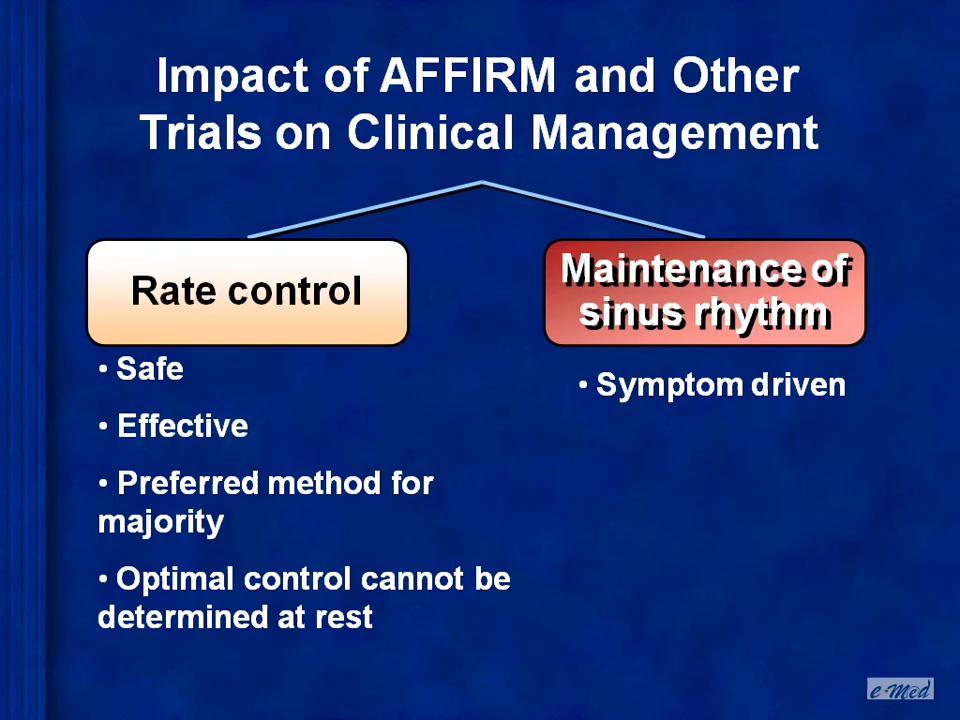 Impact of AFFIRM and Other
Trials on Clinical Management
Rate control
• Safe
• Effective
• Preferred method for
majority
• Optimal control cannot be
determined at rest
Maintenance of
sinus rhythm
• Symptom driven
e-Med